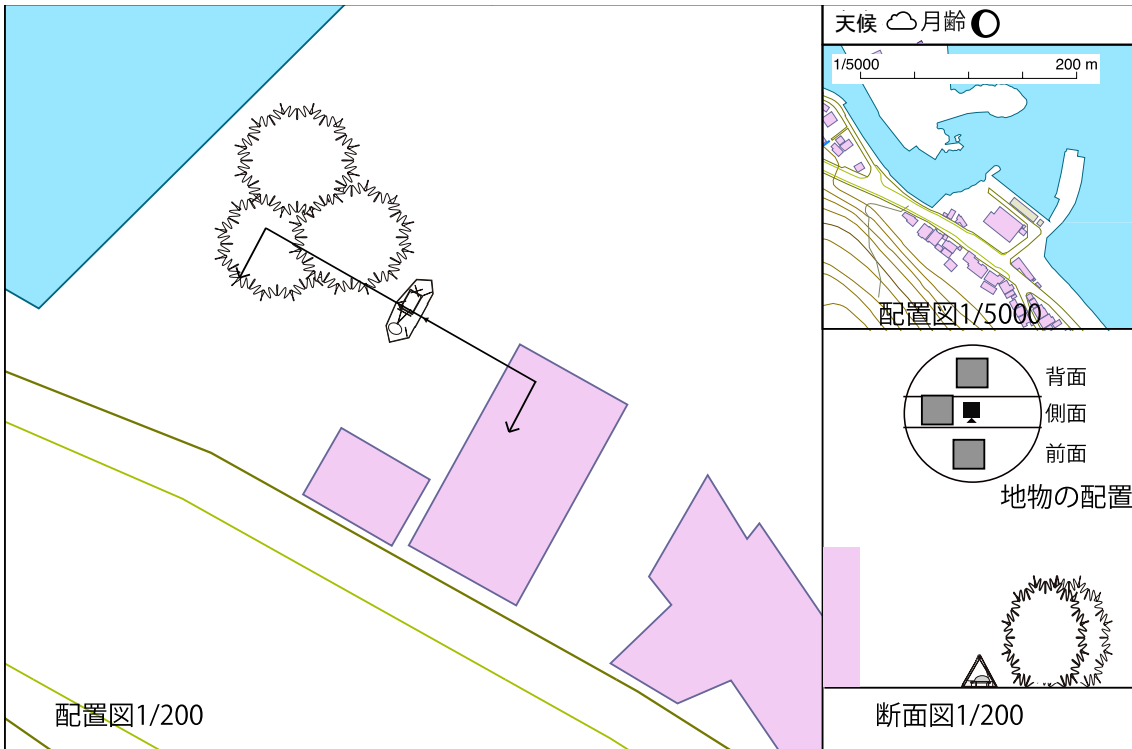 天候 月齢
1/5000 200 m
配置図1/5000
背面
側面
前面
地物の配置
配置図1/200
断面図1/200